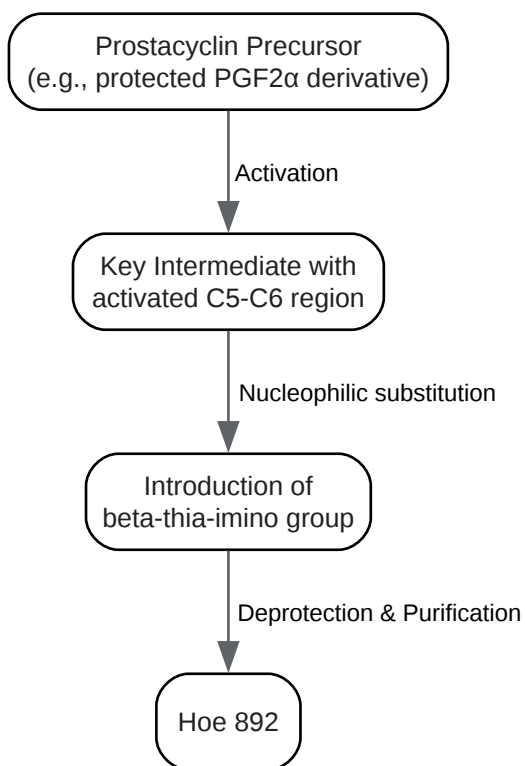 Prostacyclin Precursor
(e.g., protected PGF2α derivative)
Activation
Key Intermediate with
activated C5-C6 region
Nucleophilic substitution
Introduction of
beta-thia-imino group
Deprotection & Purification
Hoe 892